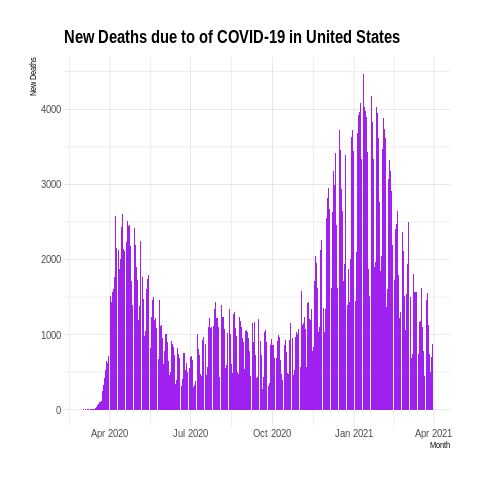 New Deaths due to of COVID-19 in United States
New Deaths
4000
3000
2000
1000
0
Apr 2020 Jul 2020 Oct 2020 Jan 2021 Apr 2021
Month